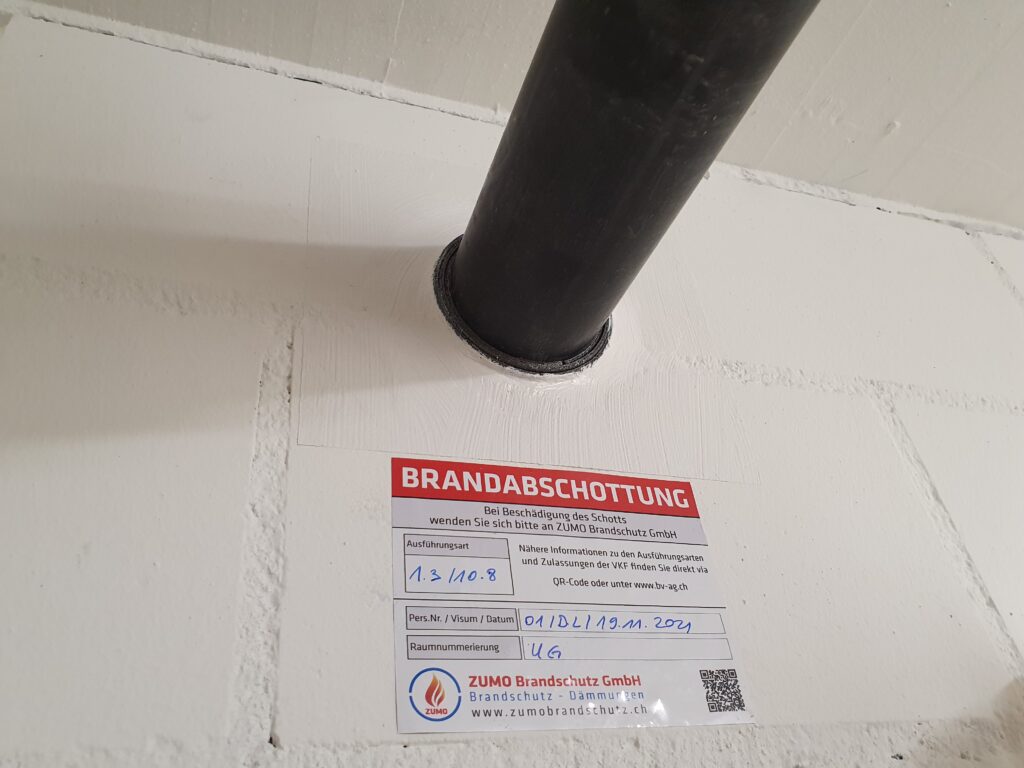 BRANDABSCHOTTUNG
Bei Beschädigung des Schotts
wenden Sie sich bitte an ZUMO Brandschutz GmbH
Ausführungsart
1.3/10.8
Nähere Informationen zu den Ausführungsarten
und Zulassungen der VKF finden Sie direkt via
QR-Code oder unter www.bv-ag.ch
Pers.Nr. / Visum / Datum
01/DL/19.11.2021
Raumnummerierung
UG
ZUMO
ZUMO Brandschutz GmbH
Brandschutz - Dämmungen
www.zumobrandschutz.ch